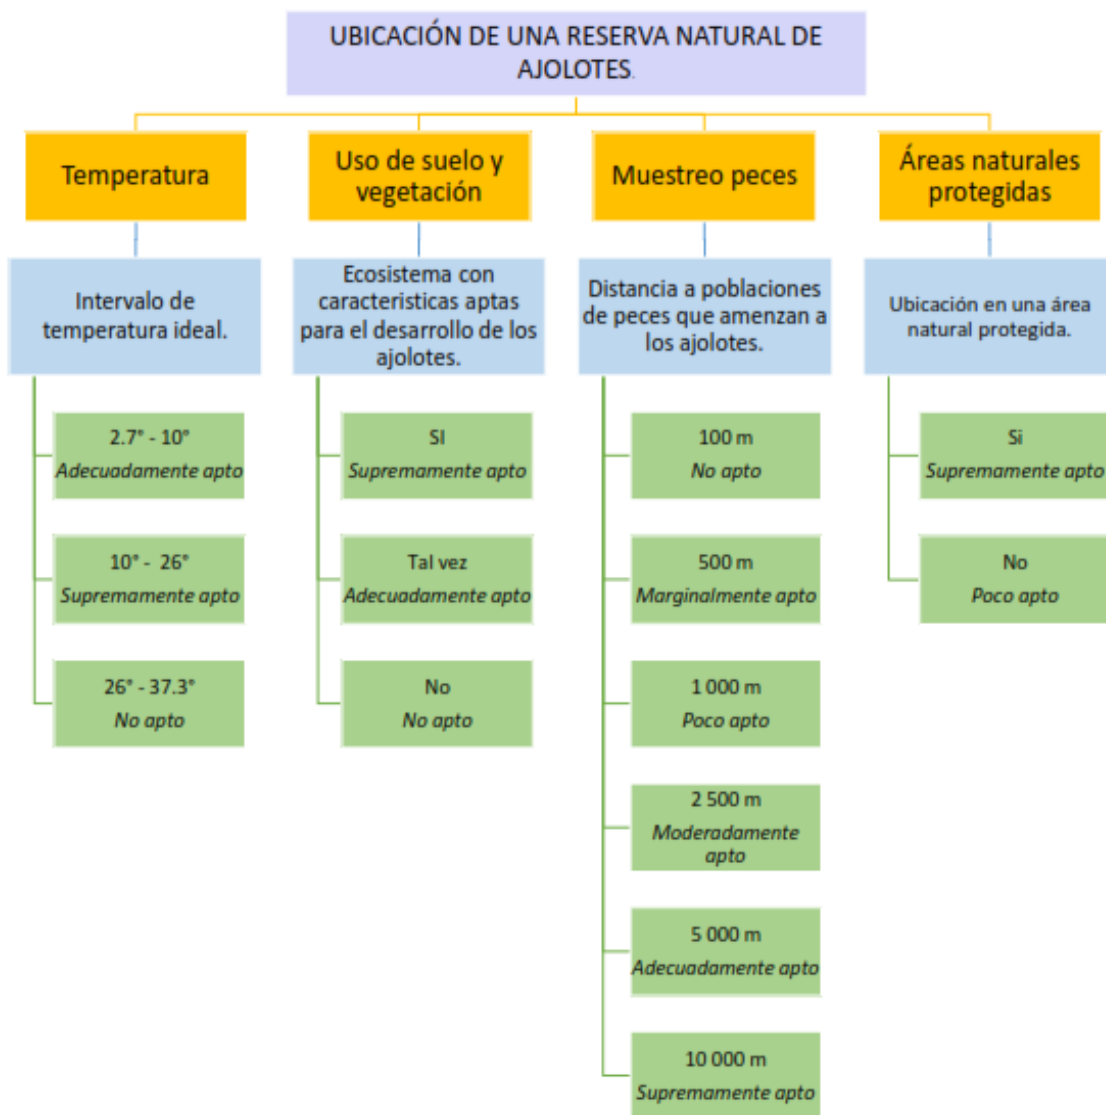 UBICACIÓN DE UNA RESERVA NATURAL DE
AJOLOTES.
Temperatura
Intervalo de
temperatura ideal.
2.7° - 10°
Adecuadamente apto
10° - 26°
Supremamente apto
26° - 37.3°
No apto
Uso de suelo y
vegetación
Ecosistema con
caracteristicas aptas
para el desarrollo de los
ajolotes.
SI
Supremamente apto
Tal vez
Adecuadamente apto
No
No apto
Muestreo peces
Distancia a poblaciones
de peces que amenzan a
los ajolotes.
100 m
No apto
500 m
Marginalmente apto
1 000 m
Poco apto
2 500 m
Moderadamente
apto
5 000 m
Adecuadamente apto
10 000 m
Supremamente apto
Áreas naturales
protegidas
Ubicación en una área
natural protegida.
Si
Supremamente apto
No
Poco apto